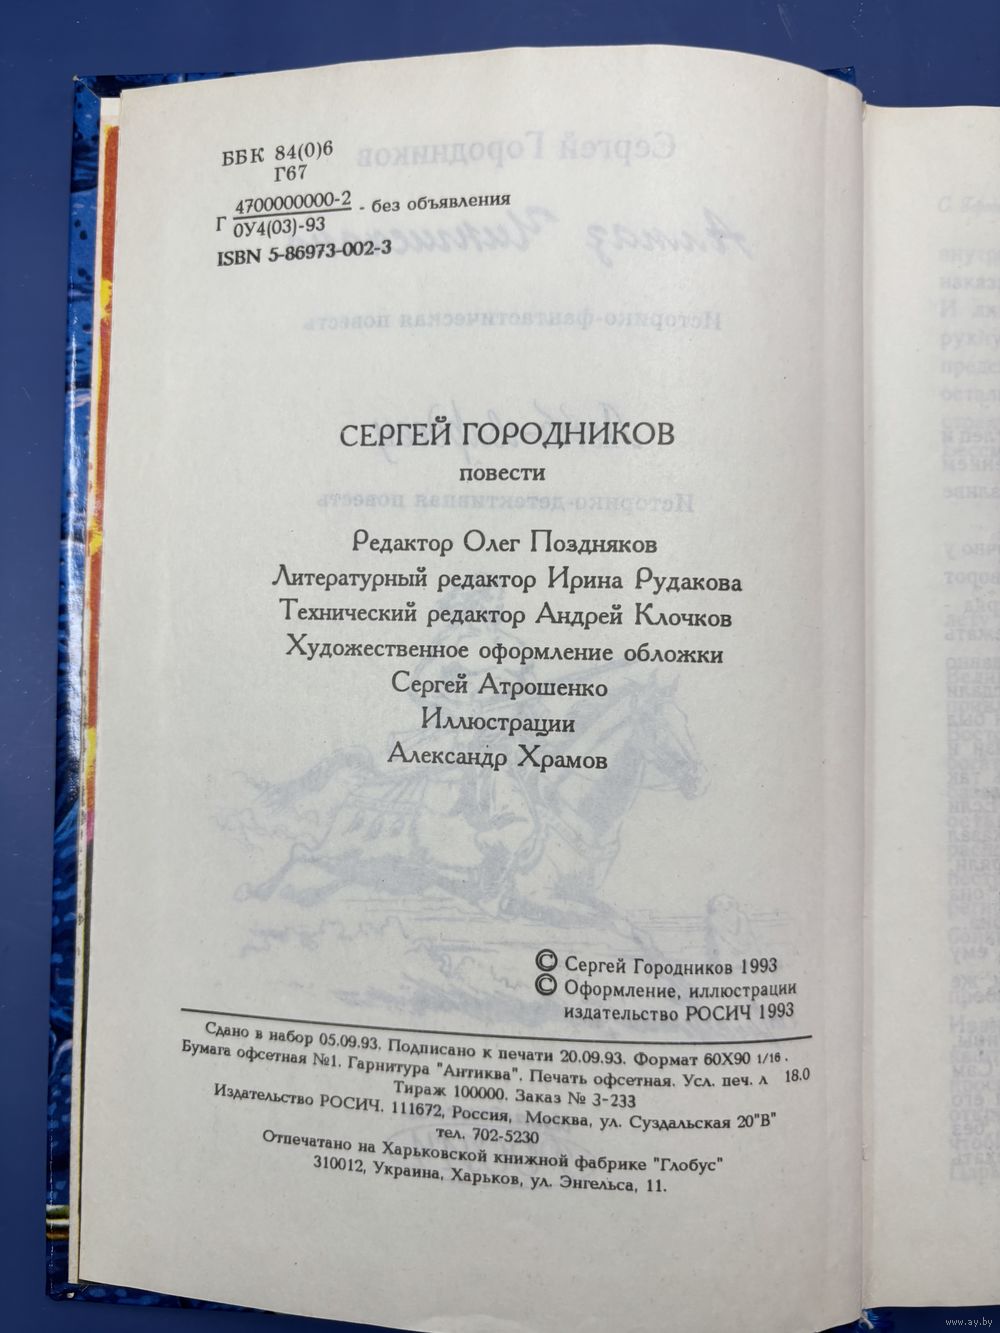 ББК 84(0)6
Г67
Г 4700000000-2 - без объявления
0У4(03)-93
ISBN 5-86973-002-3
СЕРГЕЙ ГОРОДНИКОВ
повести
Редактор Олег Поздняков
Литературный редактор Ирина Рудакова
Технический редактор Андрей Клочков
Художественное оформление обложки
Сергей Атрошенко
Иллюстрации
Александр Храмов
© Сергей Городников 1993
© Оформление, иллюстрации
издательство РОСИЧ 1993
Сдано в набор 05.09.93. Подписано к печати 20.09.93. Формат 60Х90 1/16.
Бумага офсетная №1. Гарнитура "Антиква". Печать офсетная. Усл. печ. л 18.0
Тираж 100000. Заказ № 3-233
Издательство РОСИЧ. 111672, Россия, Москва, ул. Суздальская 20"В"
тел. 702-5230
Отпечатано на Харьковской книжной фабрике "Глобус"
310012, Украина, Харьков, ул. Энгельса, 11.
www.ay.by